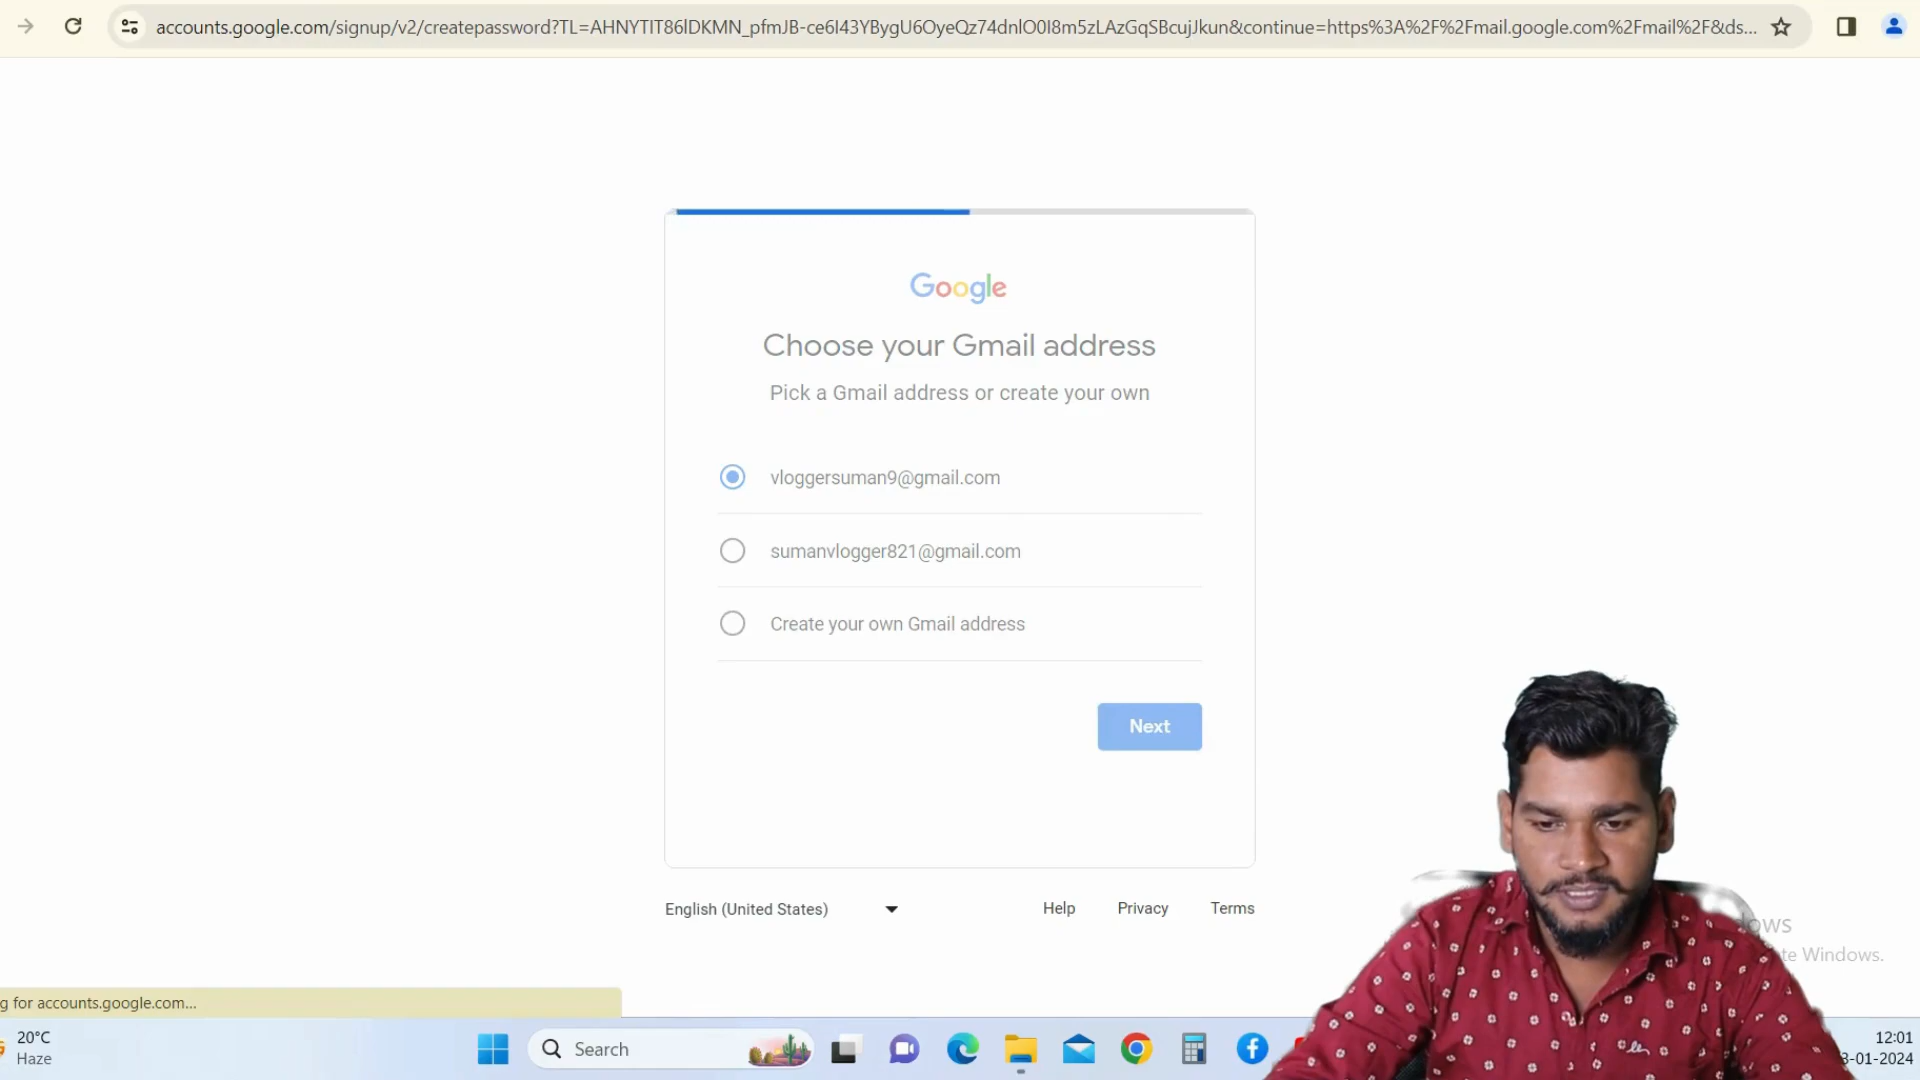 accounts.google.com/signup/v2/createpassword?TL=AHNYTIT86lDKMN_pfmJB-ce6I43YBygU6OyeQz74dnlO0I8m5zLAzGqSBcujJkun&continue=https%3A%2F%2Fmail.google.com%2Fmail%2F&ds...
Google
Choose your Gmail address
Pick a Gmail address or create your own
vloggersuman9@gmail.com
sumanvlogger821@gmail.com
Create your own Gmail address
Next
English (United States)
Help Privacy Terms
Windows.
g for accounts.google.com...
20°C
Haze
Search
12:01
-01-2024